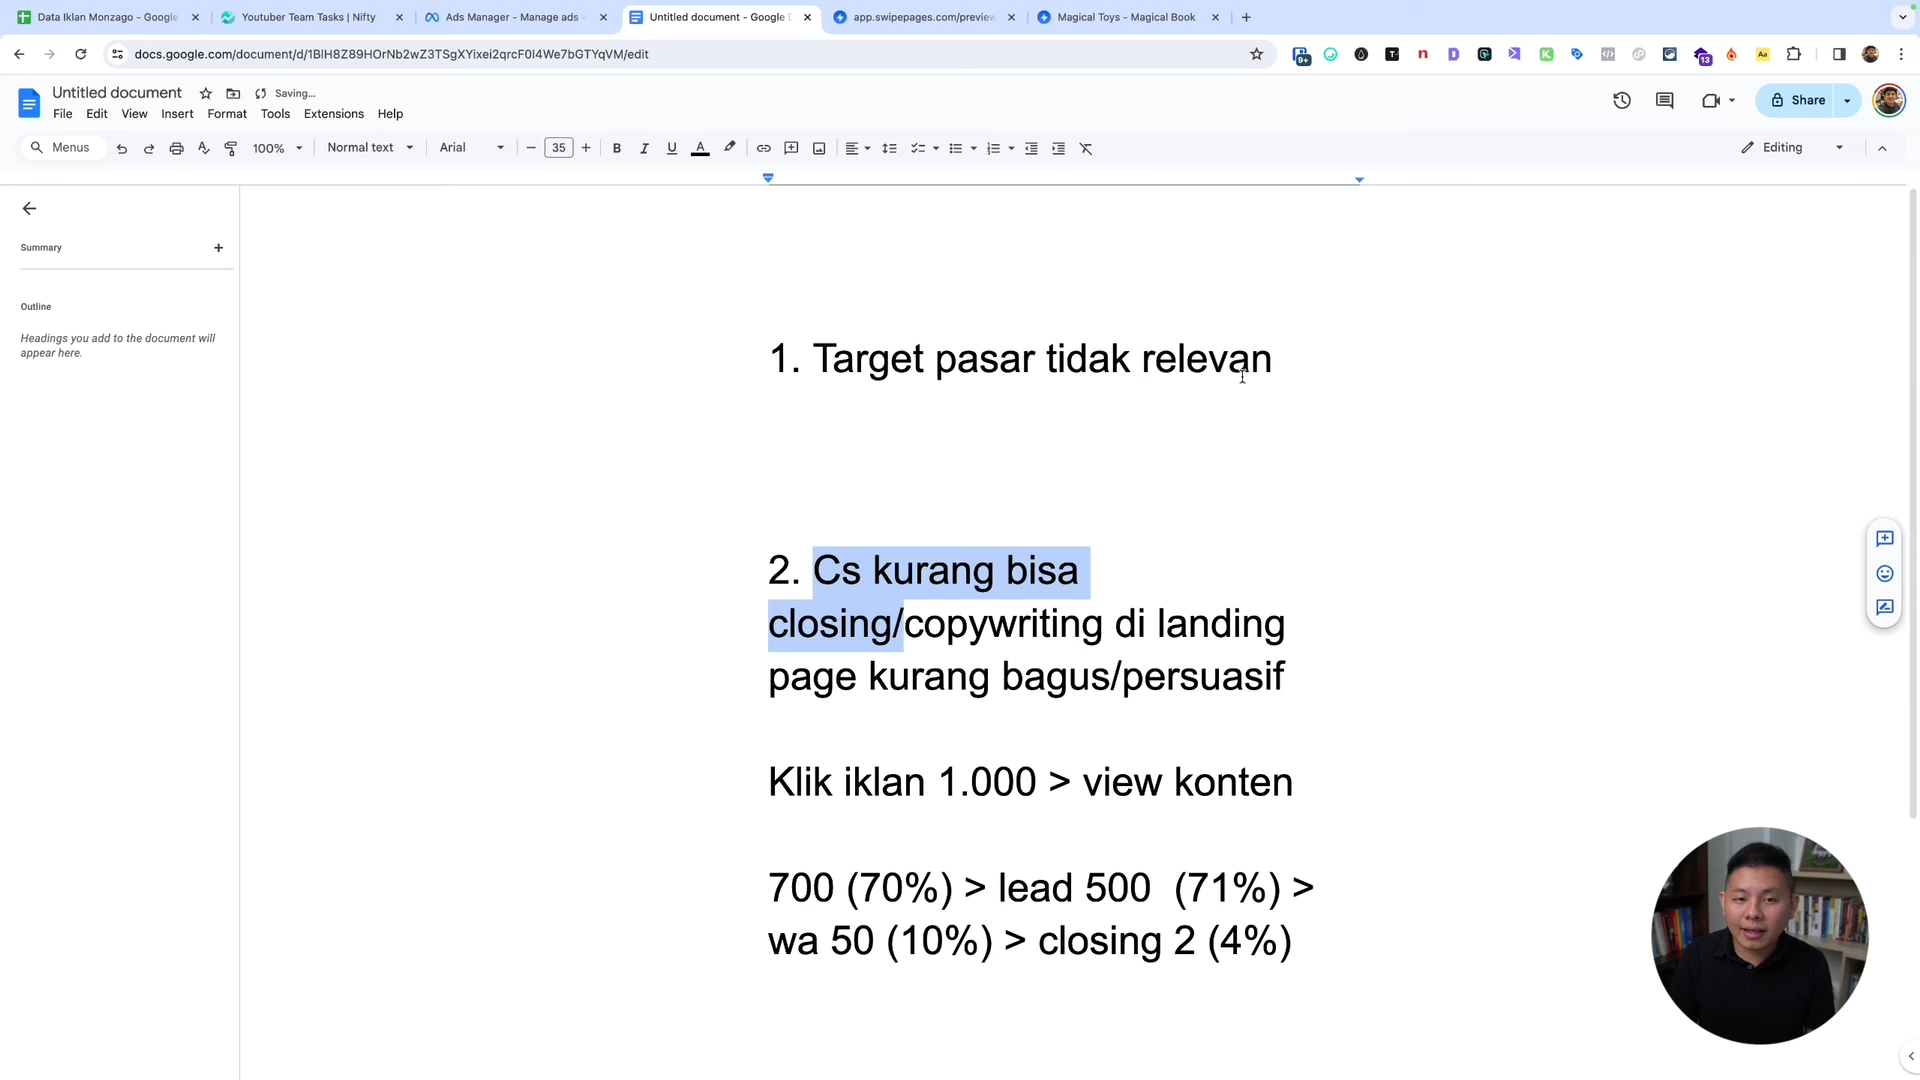 Data Iklan Monzago - Google
Youtuber Team Tasks | Nifty
Ads Manager - Manage ads -
Untitled document - Google D
app.swipepages.com/preview
Magical Toys - Magical Book
docs.google.com/document/d/1BlH8Z89HOrNb2wZ3TSgXYixei2qrcF0I4We7bGTYqVM/edit
9+
13
Aa
Untitled document
Saving...
Share
File Edit View Insert Format Tools Extensions Help
Menus
100%
Normal text
Arial
35
B I U A
Editing
Summary
Outline
Headings you add to the document will
appear here.
1. Target pasar tidak relevan
2. Cs kurang bisa
closing/copywriting di landing
page kurang bagus/persuasif
Klik iklan 1.000 > view konten
700 (70%) > lead 500 (71%) >
wa 50 (10%) > closing 2 (4%)